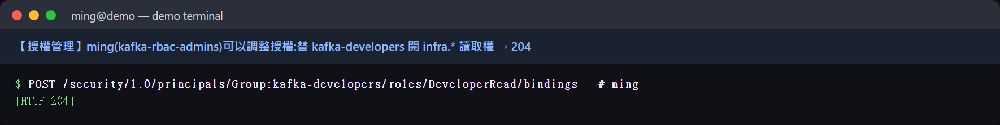 ming@demo — demo terminal
【授權管理】ming(kafka-rbac-admins)可以調整授權:替 kafka-developers 開 infra.* 讀取權 → 204
$ POST /security/1.0/principals/Group:kafka-developers/roles/DeveloperRead/bindings   # ming
[HTTP 204]